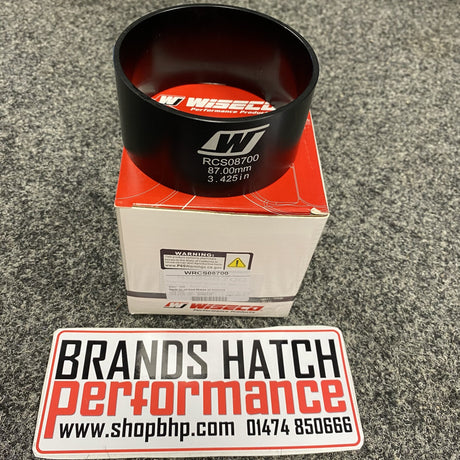 WISECO
Performance Products
W
RCS08700
87.00mm
3.425in
WARNING:
WRCS08700
WISECO
BRANDS HATCH
performance
www.shopbhp.com 01474 850666